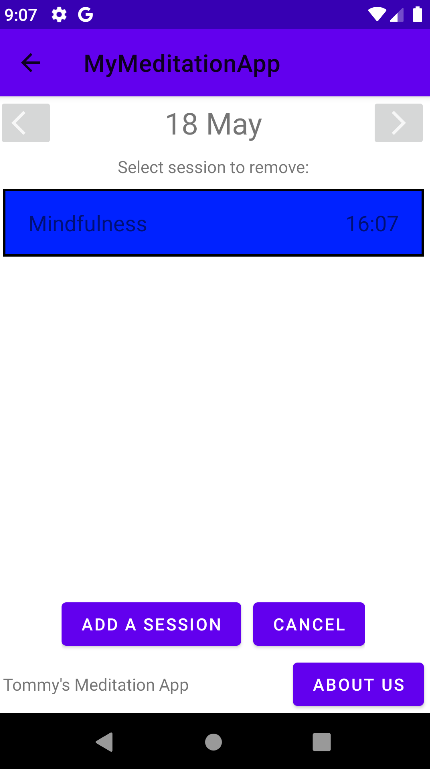 9:07 G
MyMeditationApp
18 May
Select session to remove:
Mindfulness 16:07
ADD A SESSION CANCEL
Tommy's Meditation App ABOUT US